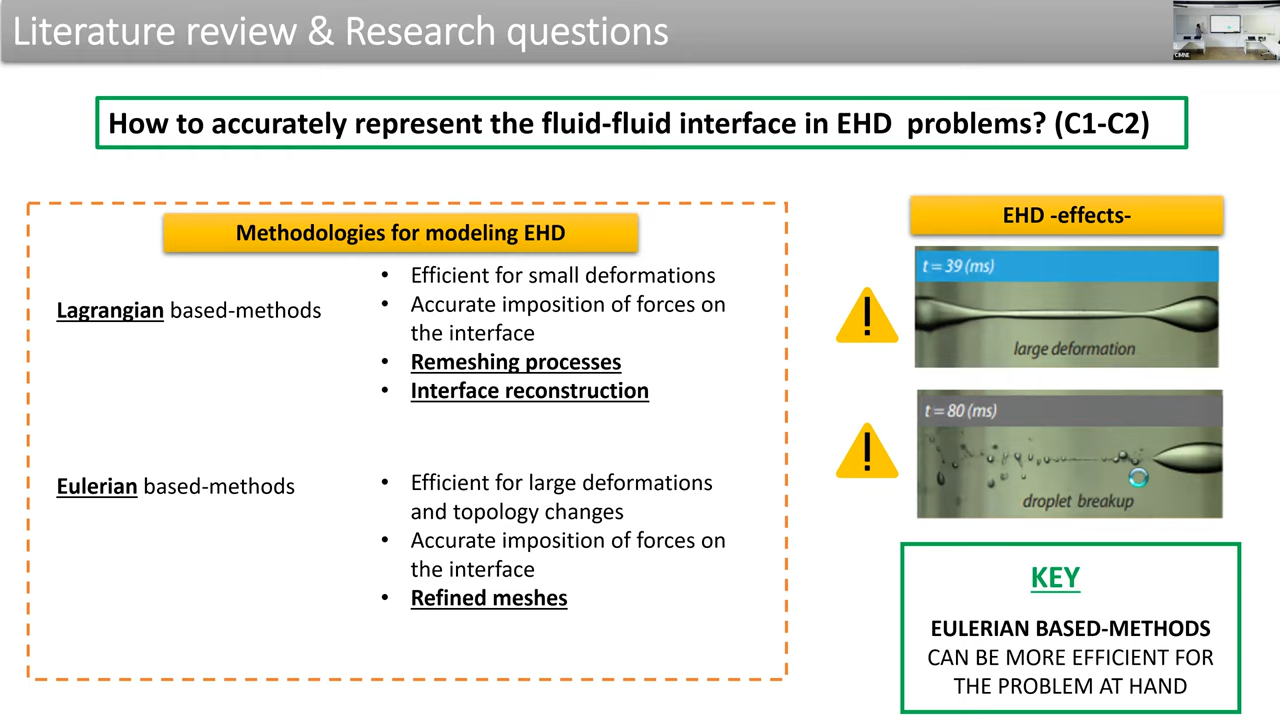 Literature review & Research questions
CIMNE
How to accurately represent the fluid-fluid interface in EHD problems? (C1-C2)
Methodologies for modeling EHD
Lagrangian based-methods
• Efficient for small deformations
• Accurate imposition of forces on
the interface
• Remeshing processes
• Interface reconstruction
Eulerian based-methods
• Efficient for large deformations
and topology changes
• Accurate imposition of forces on
the interface
• Refined meshes
EHD -effects-
t = 39 (ms)
large deformation
t = 80 (ms)
droplet breakup
KEY
EULERIAN BASED-METHODS
CAN BE MORE EFFICIENT FOR
THE PROBLEM AT HAND